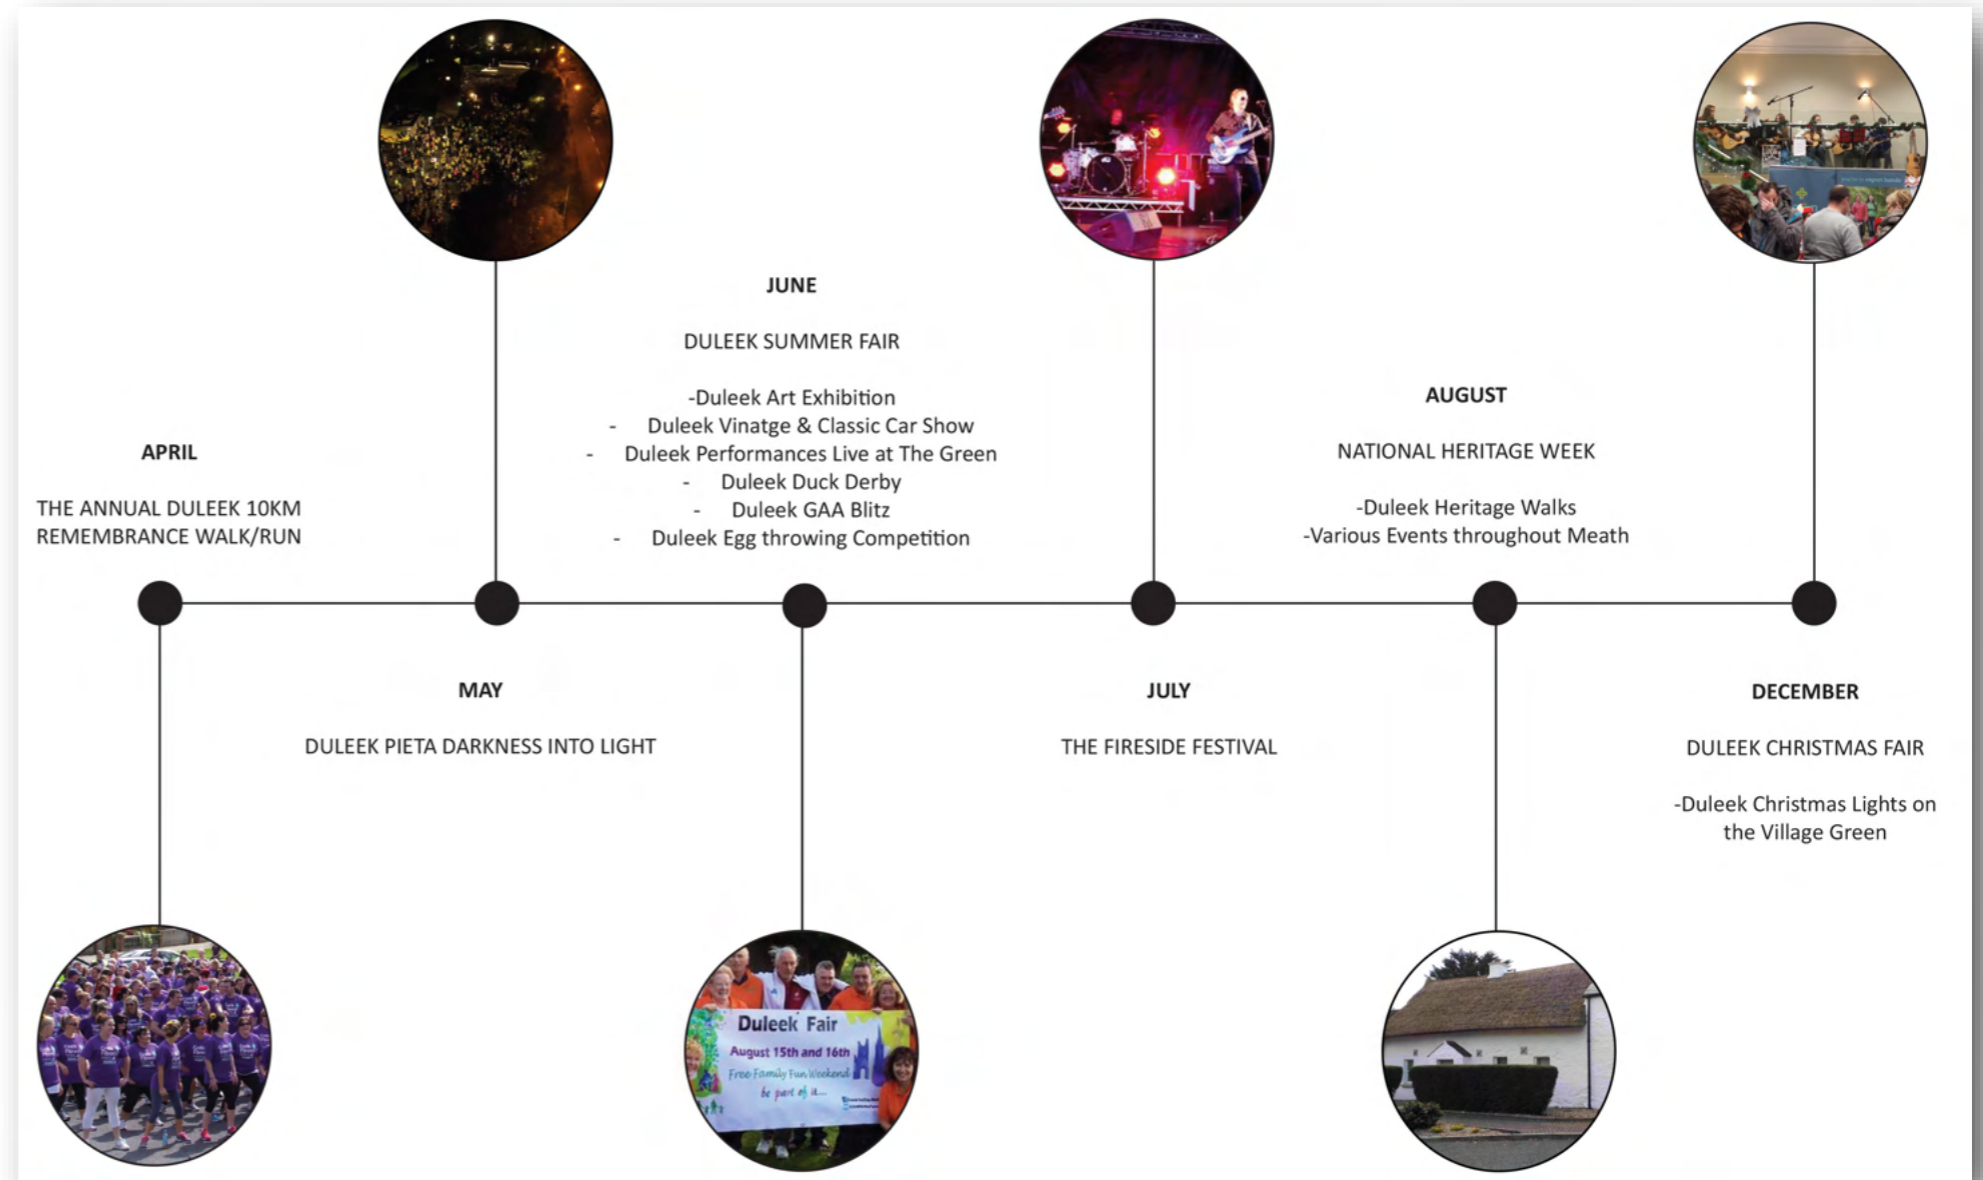 APRIL
THE ANNUAL DULEEK 10KM
REMEMBRANCE WALK/RUN
MAY
DULEEK PIETA DARKNESS INTO LIGHT
JUNE
DULEEK SUMMER FAIR
-Duleek Art Exhibition
- Duleek Vinatge & Classic Car Show
- Duleek Performances Live at The Green
- Duleek Duck Derby
- Duleek GAA Blitz
- Duleek Egg throwing Competition
Duleek Fair
August 15th and 16th
Free Family Fun Weekend
be part of it...
JULY
THE FIRESIDE FESTIVAL
AUGUST
NATIONAL HERITAGE WEEK
-Duleek Heritage Walks
-Various Events throughout Meath
DECEMBER
DULEEK CHRISTMAS FAIR
-Duleek Christmas Lights on
the Village Green